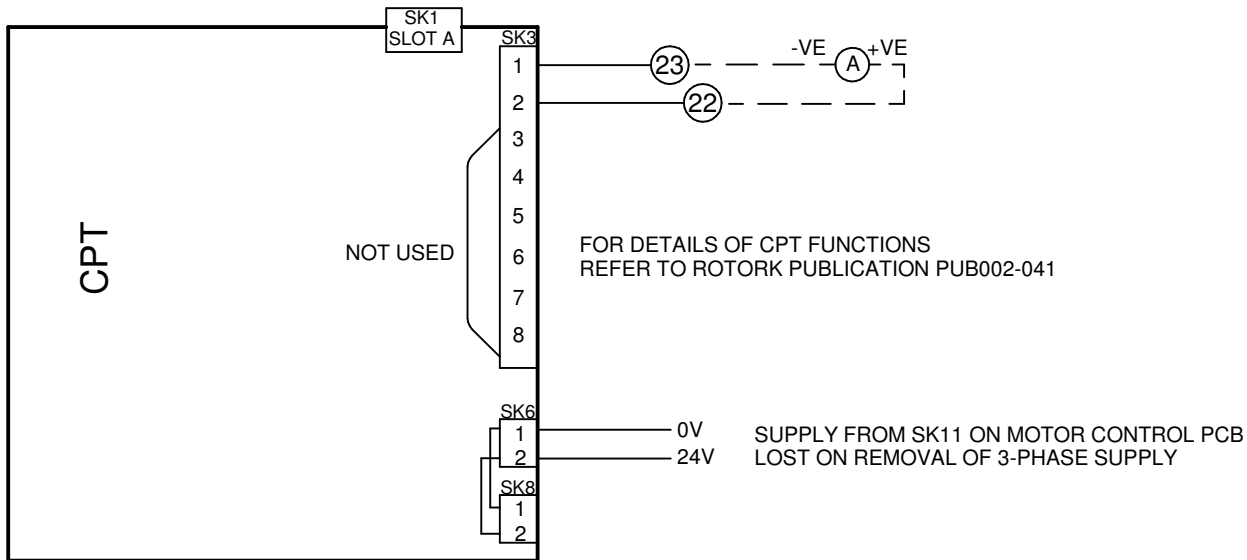 SK1
SLOT A
SK3
1
23
-VE
A
+VE
2
22
3
4
5
6
7
8
NOT USED
CPT
FOR DETAILS OF CPT FUNCTIONS
REFER TO ROTORK PUBLICATION PUB002-041
SK6
1
2
0V
24V
SUPPLY FROM SK11 ON MOTOR CONTROL PCB
LOST ON REMOVAL OF 3-PHASE SUPPLY
SK8
1
2